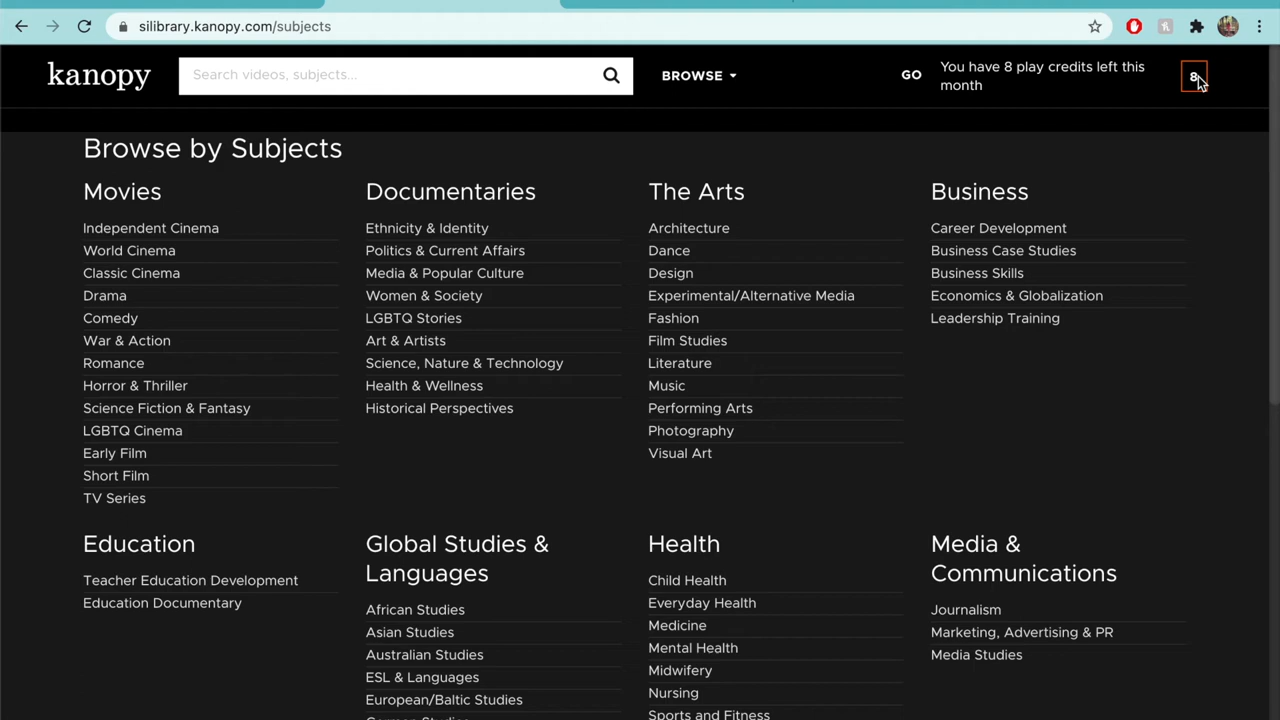 silibrary.kanopy.com/subjects
kanopy
Search videos, subjects...
BROWSE
GO
You have 8 play credits left this
month
8
Browse by Subjects
Movies
Independent Cinema
World Cinema
Classic Cinema
Drama
Comedy
War & Action
Romance
Horror & Thriller
Science Fiction & Fantasy
LGBTQ Cinema
Early Film
Short Film
TV Series
Documentaries
Ethnicity & Identity
Politics & Current Affairs
Media & Popular Culture
Women & Society
LGBTQ Stories
Art & Artists
Science, Nature & Technology
Health & Wellness
Historical Perspectives
The Arts
Architecture
Dance
Design
Experimental/Alternative Media
Fashion
Film Studies
Literature
Music
Performing Arts
Photography
Visual Art
Business
Career Development
Business Case Studies
Business Skills
Economics & Globalization
Leadership Training
Education
Teacher Education Development
Education Documentary
Global Studies &
Languages
African Studies
Asian Studies
Australian Studies
ESL & Languages
European/Baltic Studies
Health
Child Health
Everyday Health
Medicine
Mental Health
Midwifery
Nursing
Sports and Fitness
Media &
Communications
Journalism
Marketing, Advertising & PR
Media Studies